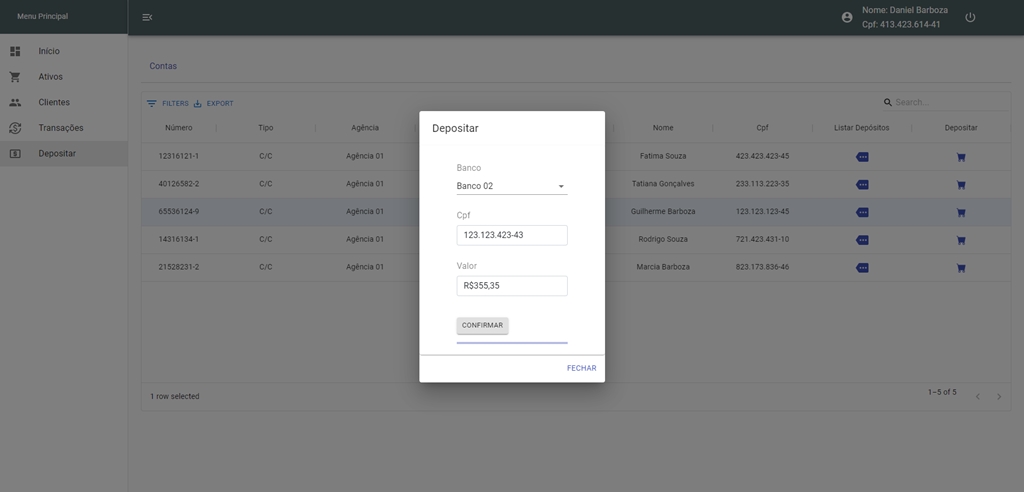 Menu Principal
Nome: Daniel Barboza
Cpf: 413.423.614-41
Início
Ativos
Clientes
Transações
Depositar
Contas
FILTERS EXPORT
Search...
Número Tipo Agência Nome Cpf Listar Depósitos Depositar
12316121-1 C/C Agência 01 Fatima Souza 423.423.423-45
40126582-2 C/C Agência 01 Tatiana Gonçalves 233.113.223-35
65536124-9 C/C Agência 01 Guilherme Barboza 123.123.123-45
14316134-1 C/C Agência 01 Rodrigo Souza 721.423.431-10
21528231-2 C/C Agência 01 Marcia Barboza 823.173.836-46
1 row selected
1–5 of 5
Depositar
Banco
Banco 02
Cpf
123.123.423-43
Valor
R$355,35
CONFIRMAR
FECHAR